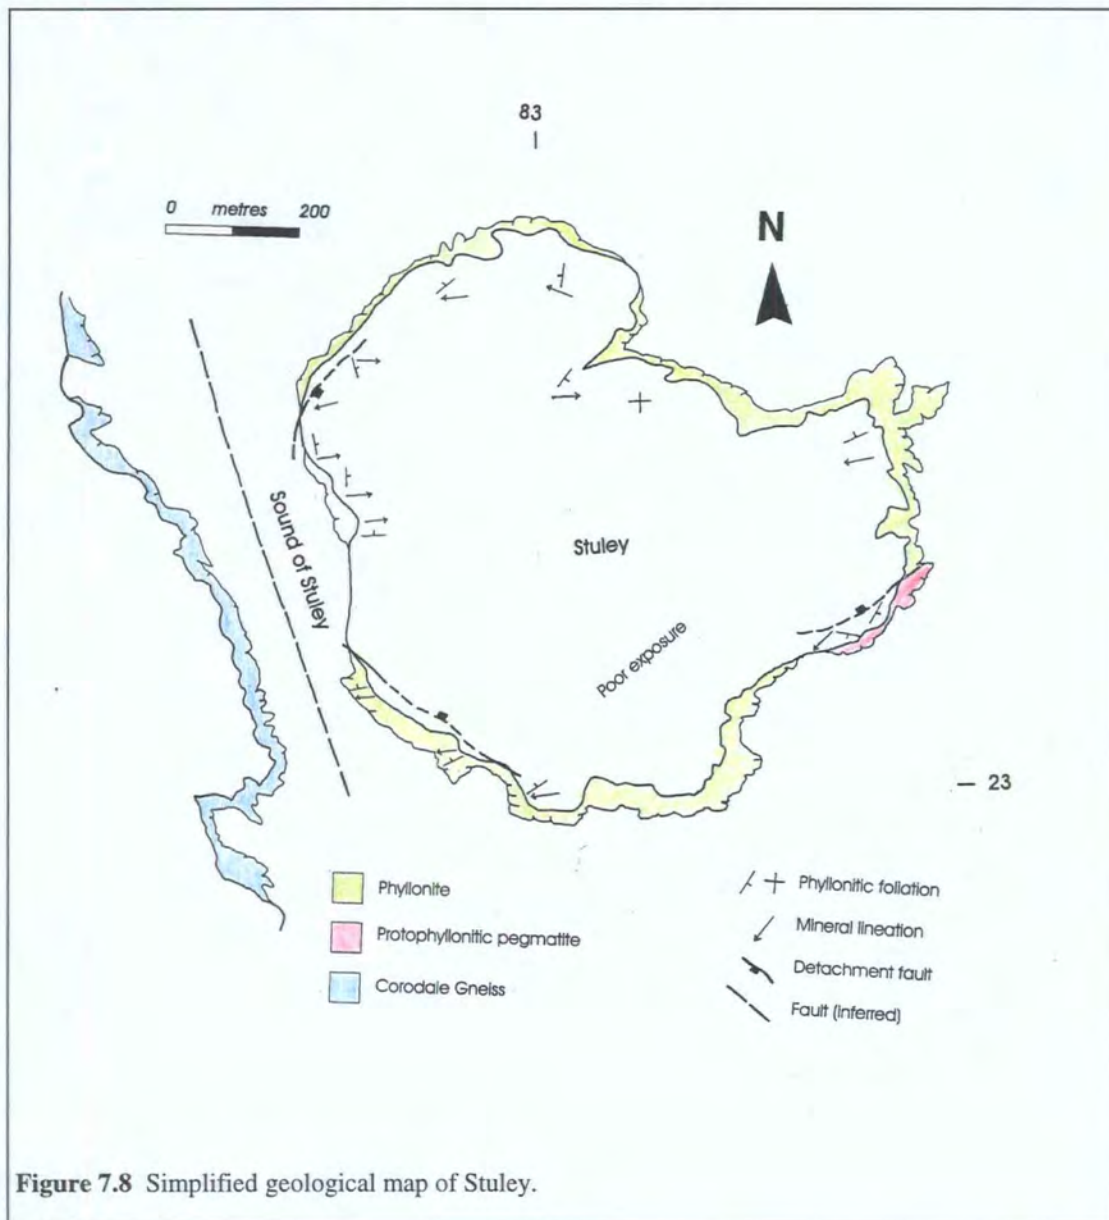 83
0 metres 200
N
Sound of Stuley
Stuley
Poor exposure
23
Phyllonite
Protophyllonitic pegmatite
Corodale Gneiss
Phyllonitic foliation
Mineral lineation
Detachment fault
Fault (inferred)
Figure 7.8 Simplified geological map of Stuley.